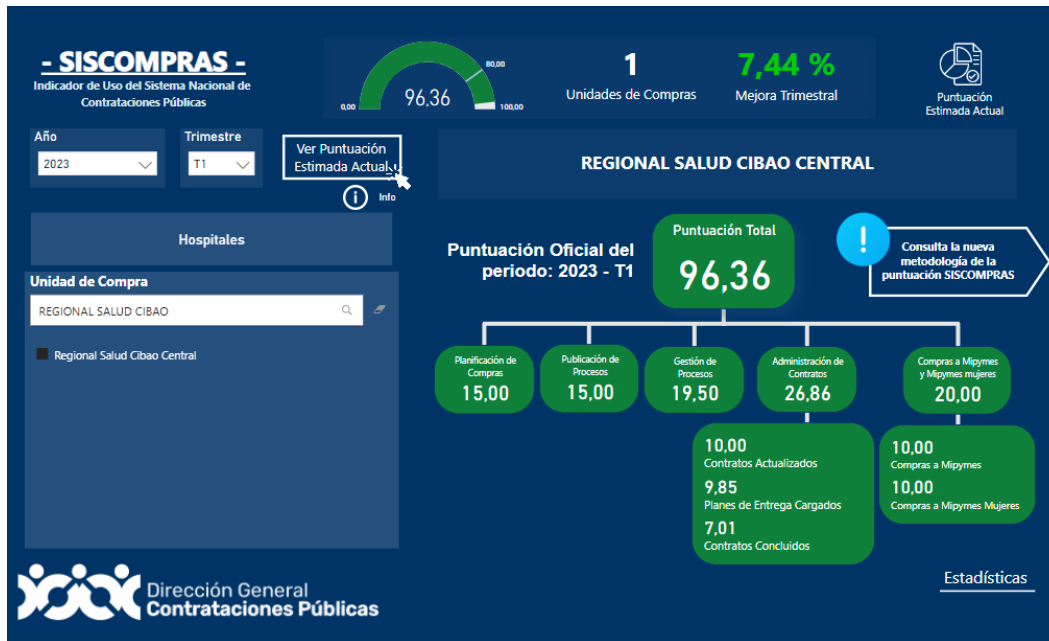 - SISCOMPRAS -
Indicador de Uso del Sistema Nacional de
Contrataciones Públicas
0,00
96,36
80,00
100,00
1
Unidades de Compras
7,44 %
Mejora Trimestral
Puntuación
Estimada Actual
Año
2023
Trimestre
T1
Ver Puntuación
Estimada Actual
Info
REGIONAL SALUD CIBAO CENTRAL
Hospitales
Unidad de Compra
REGIONAL SALUD CIBAO
Regional Salud Cibao Central
Puntuación Oficial del
periodo: 2023 - T1
Puntuación Total
96,36
!
Consulta la nueva
metodología de la
puntuación SISCOMPRAS
Planificación de
Compras
15,00
Publicación de
Procesos
15,00
Gestión de
Procesos
19,50
Administración de
Contratos
26,86
Compras a Mipymes
y Mipymes mujeres
20,00
10,00
Contratos Actualizados
9,85
Planes de Entrega Cargados
7,01
Contratos Concluidos
10,00
Compras a Mipymes
10,00
Compras a Mipymes Mujeres
Dirección General
Contrataciones Públicas
Estadísticas